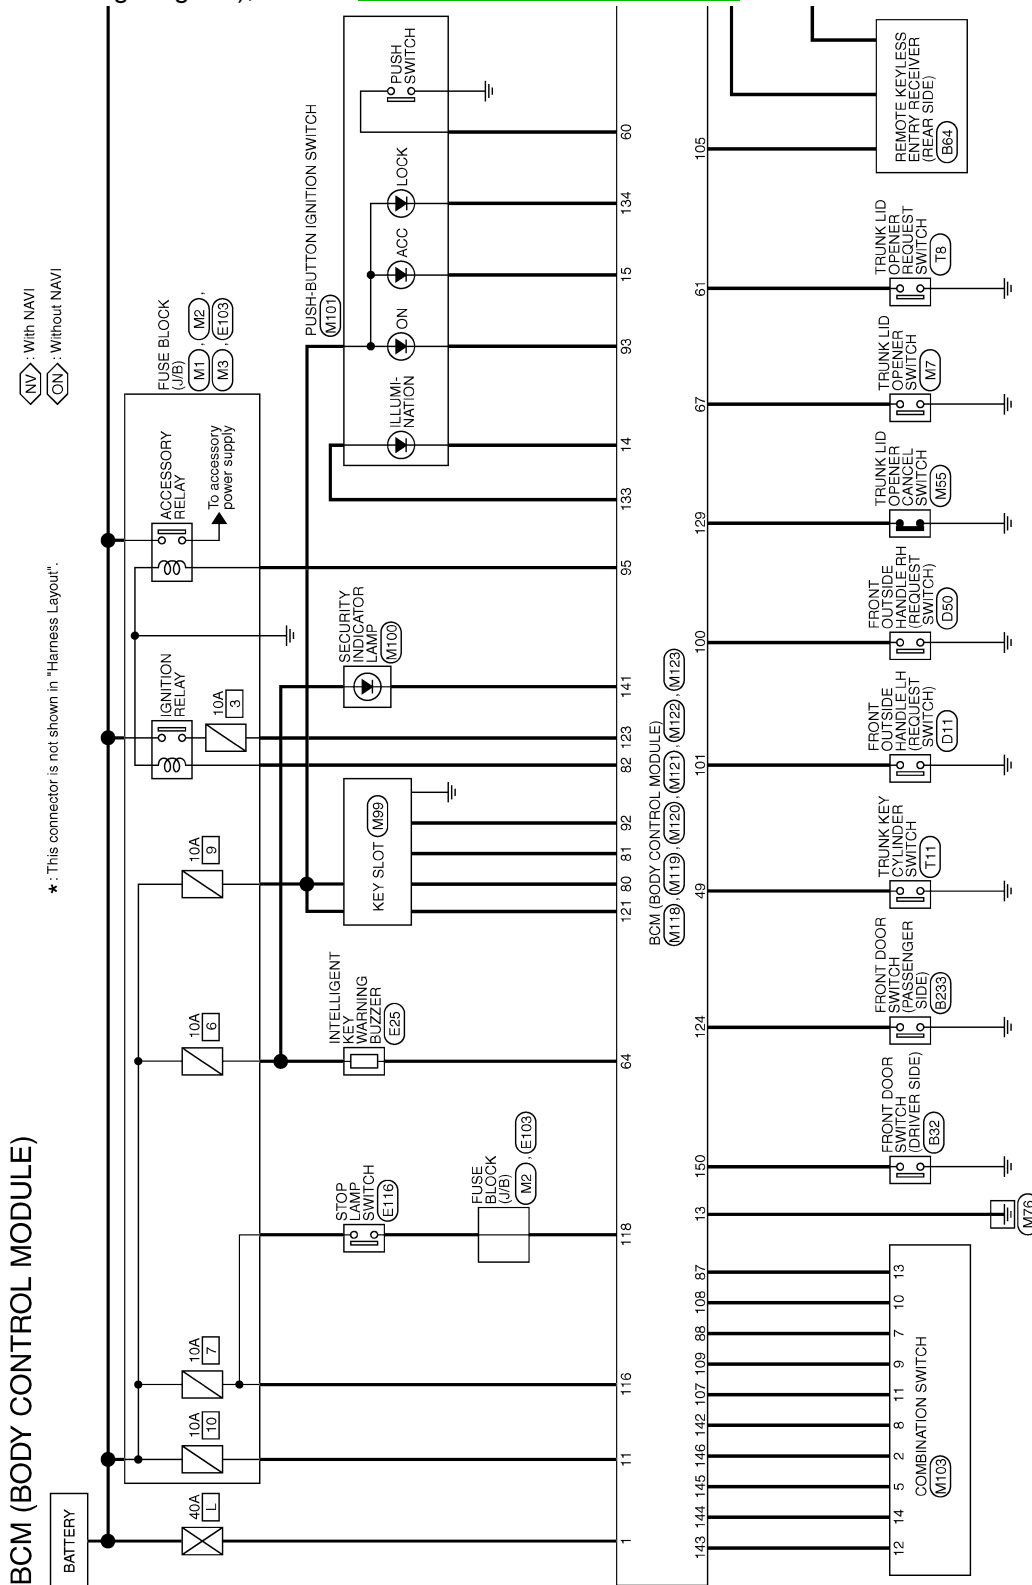 BCM (BODY CONTROL MODULE)
BATTERY
★ : This connector is not shown in "Harness Layout".
NV : With NAVI
ON : Without NAVI
40A
L
10A
10
10A
7
10A
6
10A
9
IGNITION
RELAY
10A
3
ACCESSORY
RELAY
To accessory
power supply
FUSE BLOCK
(J/B)
M1 , M2 ,
M3 , E103
STOP
LAMP
SWITCH
E116
FUSE
BLOCK
(J/B)
M2 , E103
INTELLIGENT
KEY
WARNING
BUZZER
E25
KEY SLOT M99
SECURITY
INDICATOR
LAMP
M100
PUSH-BUTTON IGNITION SWITCH
M101
ILLUMI-
NATION
ON
ACC
LOCK
PUSH
SWITCH
1 11 116 118 64 121 80 81 92 82 123 141 95 133 14 93 15 134 60
BCM (BODY CONTROL MODULE)
M118 , M119 , M120 , M121 , M122 , M123
143 144 145 146 142 107 109 88 108 87 13 150 124 49 101 100 129 67 61 105
12 14 5 2 8 11 9 7 10 13
COMBINATION SWITCH
M103
M76
FRONT DOOR
SWITCH
(DRIVER SIDE)
B32
FRONT DOOR
SWITCH
(PASSENGER
SIDE)
B233
TRUNK KEY
CYLINDER
SWITCH
T11
FRONT
OUTSIDE
HANDLE LH
(REQUEST
SWITCH)
D11
FRONT
OUTSIDE
HANDLE RH
(REQUEST
SWITCH)
D50
TRUNK LID
OPENER
CANCEL
SWITCH
M55
TRUNK LID
OPENER
SWITCH
M7
TRUNK LID
OPENER
REQUEST
SWITCH
T8
REMOTE KEYLESS
ENTRY RECEIVER
(REAR SIDE)
B64